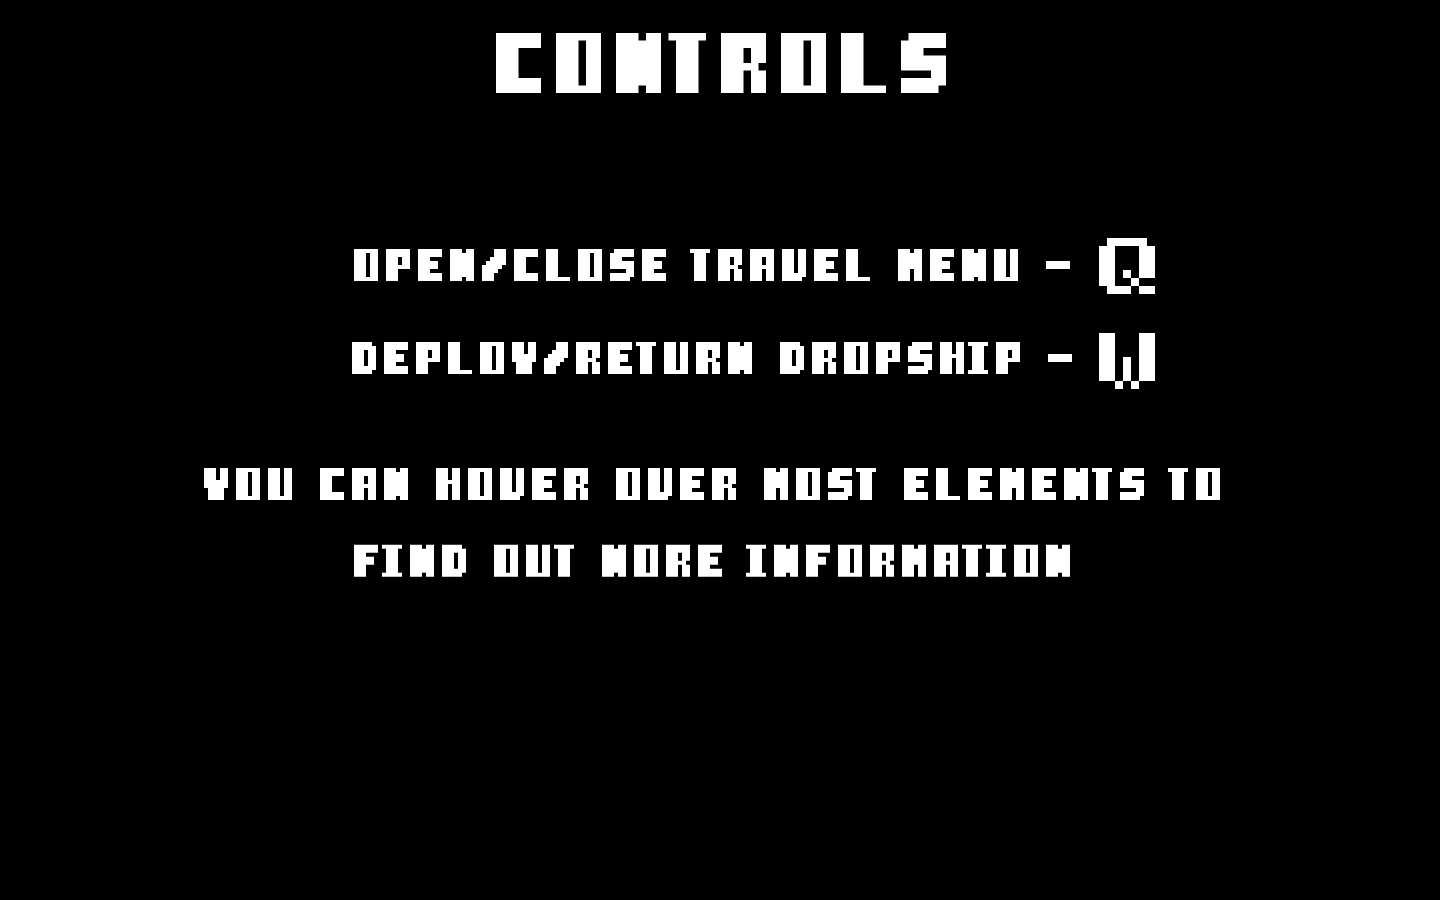 CONTROLS
OPEN/CLOSE TRAVEL MENU - Q
DEPLOY/RETURN DROPSHIP - W
YOU CAN HOVER OVER MOST ELEMENTS TO
FIND OUT MORE INFORMATION